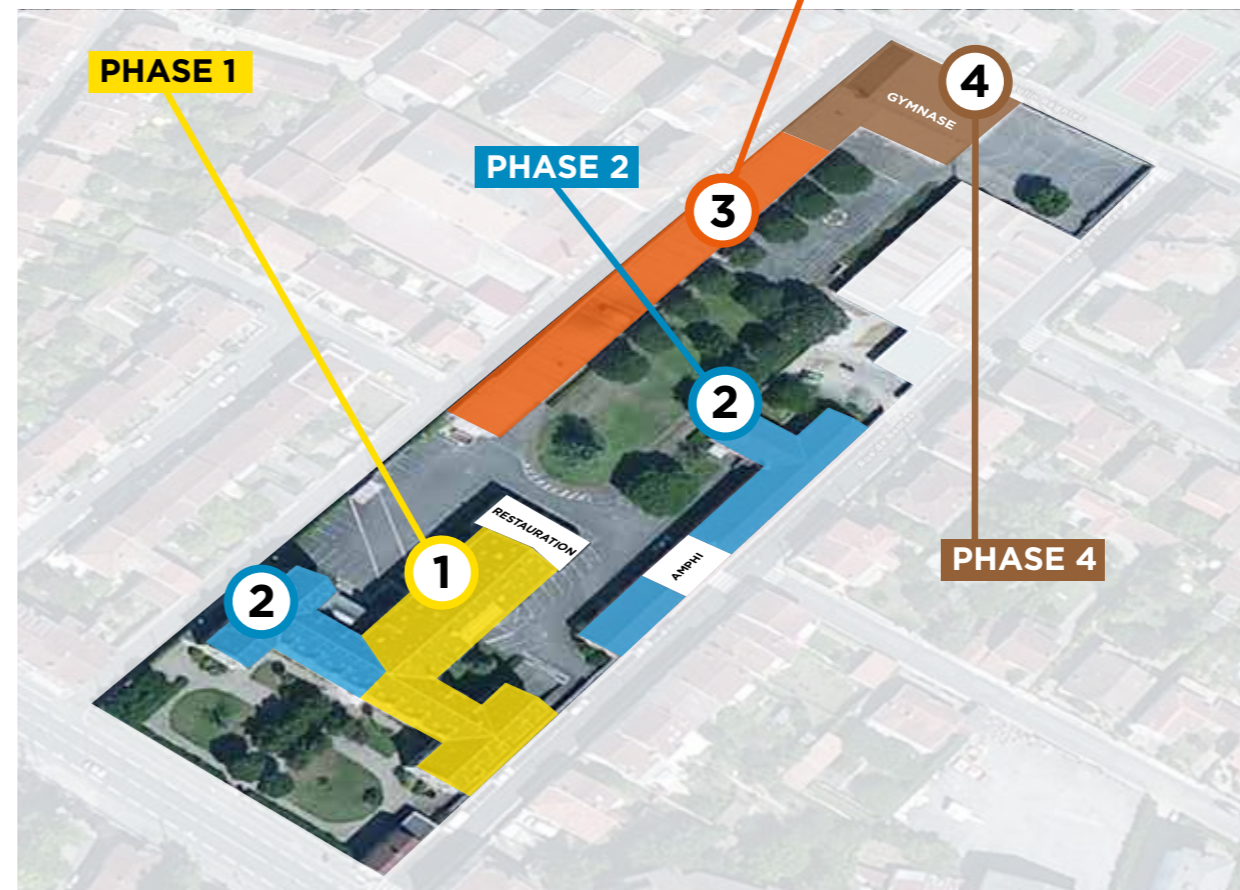 PHASE 1
4
GYMNASE
PHASE 2
3
2
RESTAURATION
PHASE 4
AMPHI
1
2